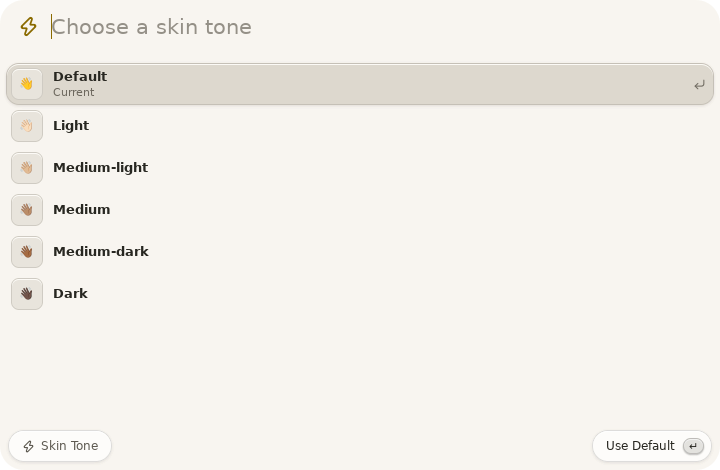 Choose a skin tone
Default
Current
Light
Medium-light
Medium
Medium-dark
Dark
Skin Tone
Use Default